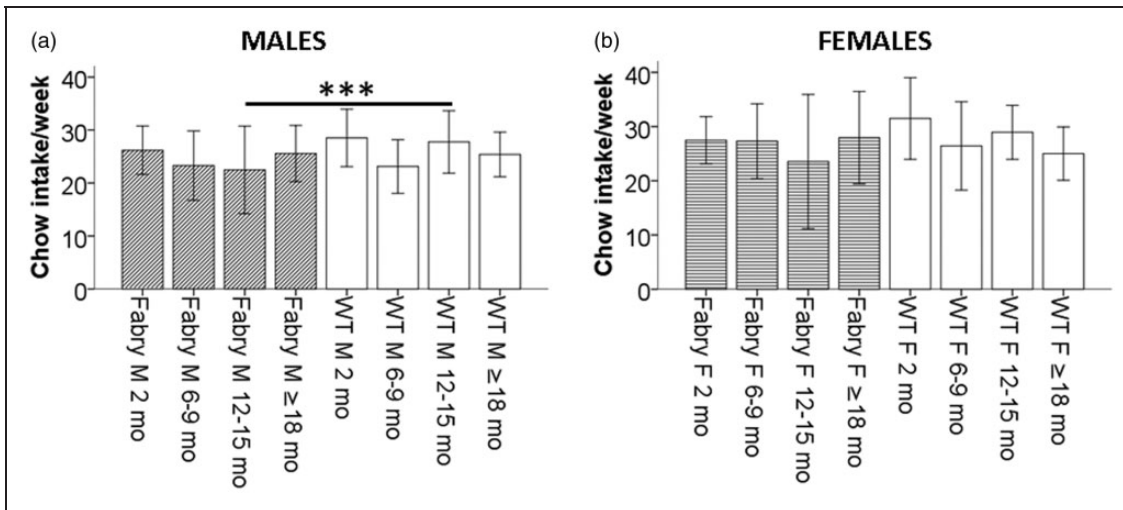 (a)
MALES
Chow intake/week
40
30
20
10
0
***
Fabry M 2 mo
Fabry M 6-9 mo
Fabry M 12-15 mo
Fabry M ≥18 mo
WT M 2 mo
WT M 6-9 mo
WT M 12-15 mo
WT M ≥18 mo
(b)
FEMALES
Chow intake/week
40
30
20
10
0
Fabry F 2 mo
Fabry F 6-9 mo
Fabry F 12-15 mo
Fabry F ≥18 mo
WT F 2 mo
WT F 6-9 mo
WT F 12-15 mo
WT F ≥18 mo